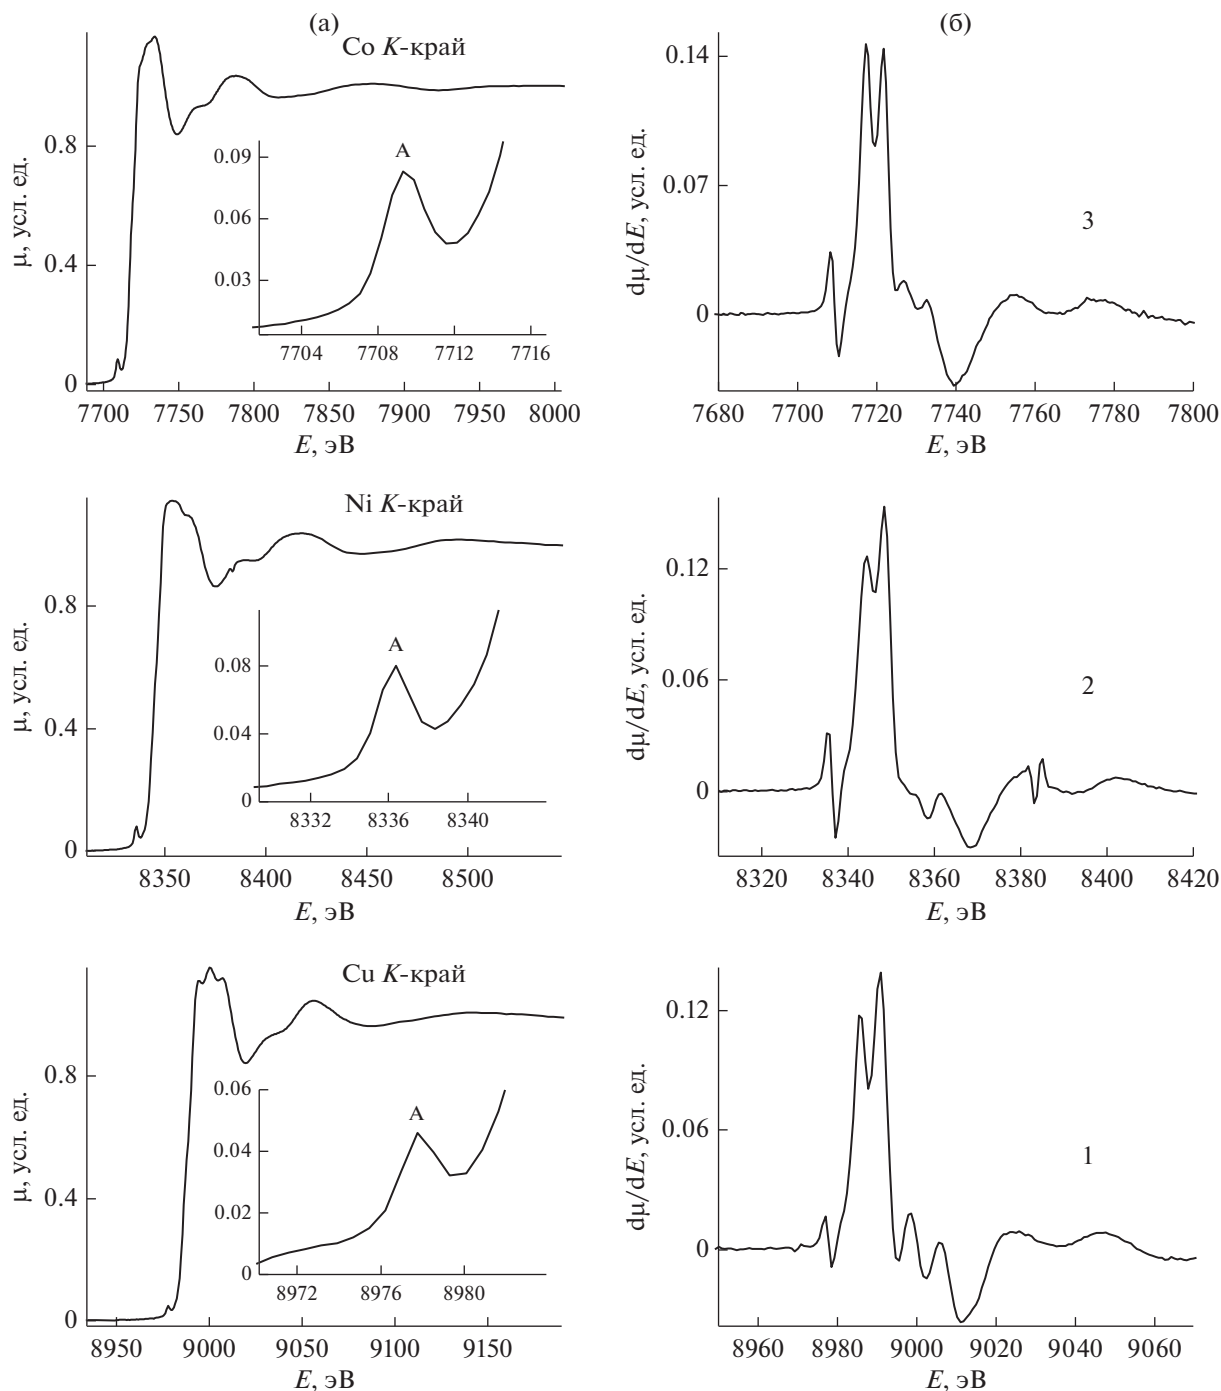 (а)
Co K-край
μ, усл. ед.
0.8
0.4
0
0.09
0.06
0.03
A
7704 7708 7712 7716
7700 7750 7800 7850 7900 7950 8000
E, эВ
(б)
dμ/dE, усл. ед.
0.14
0.07
0
3
7680 7700 7720 7740 7760 7780 7800
E, эВ
Ni K-край
μ, усл. ед.
0.8
0.4
0
0.08
0.04
0
A
8332 8336 8340
8350 8400 8450 8500
E, эВ
dμ/dE, усл. ед.
0.12
0.06
0
2
8320 8340 8360 8380 8400 8420
E, эВ
Cu K-край
μ, усл. ед.
0.8
0.4
0
0.06
0.04
0.02
0
A
8972 8976 8980
8950 9000 9050 9100 9150
E, эВ
dμ/dE, усл. ед.
0.12
0.06
0
1
8960 8980 9000 9020 9040 9060
E, эВ